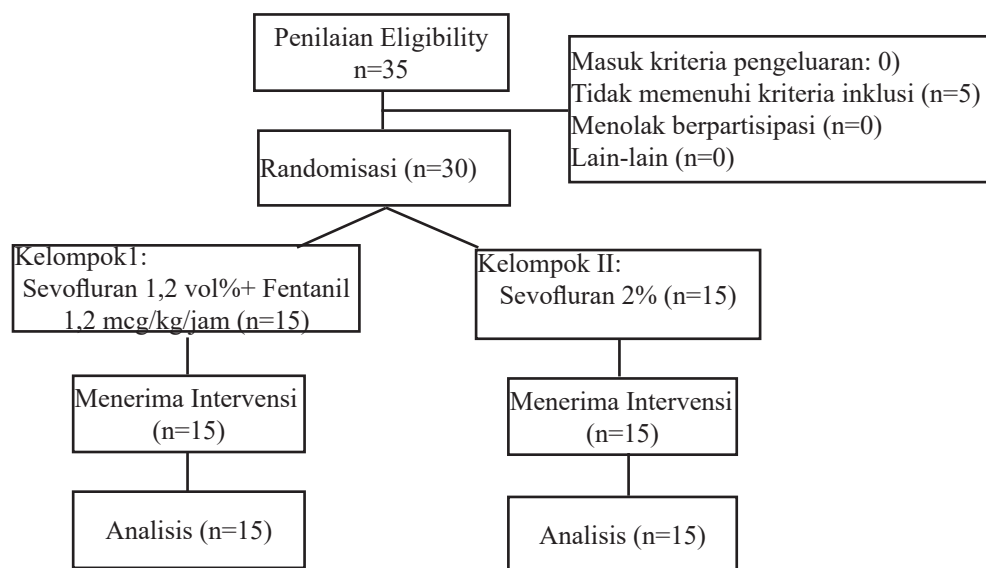 Penilaian Eligibility
n=35
Masuk kriteria pengeluaran: 0)
Tidak memenuhi kriteria inklusi (n=5)
Menolak berpartisipasi (n=0)
Lain-lain (n=0)
Randomisasi (n=30)
Kelompok1:
Sevofluran 1,2 vol%+ Fentanil
1,2 mcg/kg/jam (n=15)
Kelompok II:
Sevofluran 2% (n=15)
Menerima Intervensi
(n=15)
Menerima Intervensi
(n=15)
Analisis (n=15)
Analisis (n=15)